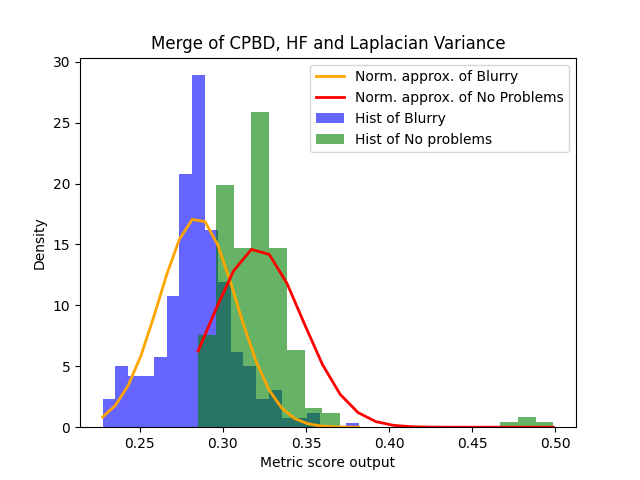 Merge of CPBD, HF and Laplacian Variance
Norm. approx. of Blurry
Norm. approx. of No Problems
Hist of Blurry
Hist of No problems
30
25
20
15
10
5
0
Density
0.25 0.30 0.35 0.40 0.45 0.50
Metric score output